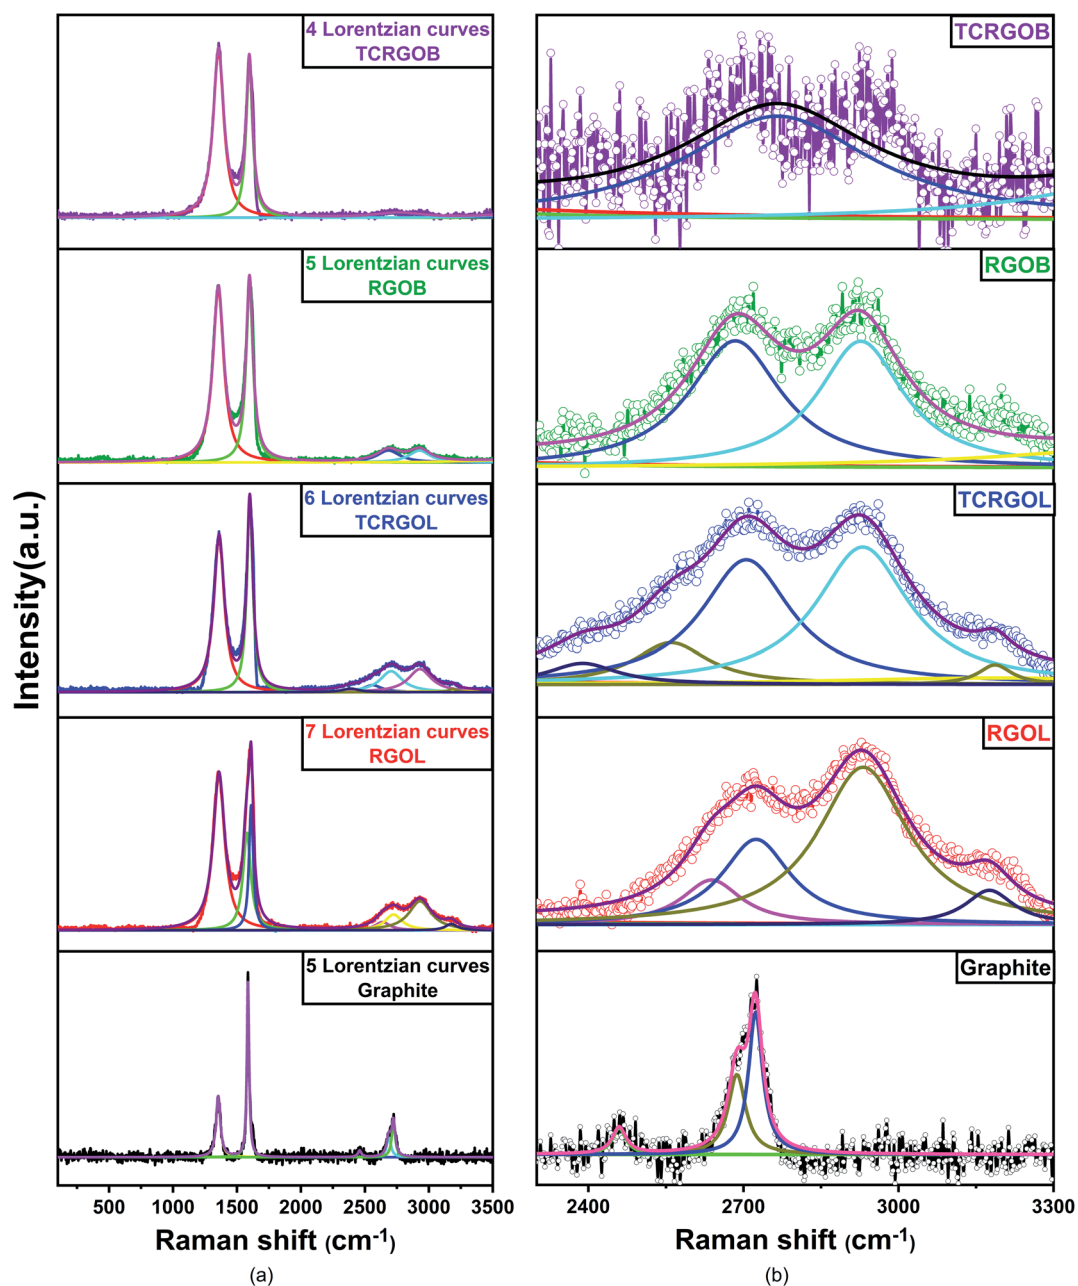 4 Lorentzian curves
TCRGOB
TCRGOB
5 Lorentzian curves
RGOB
RGOB
6 Lorentzian curves
TCRGOL
TCRGOL
7 Lorentzian curves
RGOL
RGOL
5 Lorentzian curves
Graphite
Graphite
Intensity(a.u.)
500 1000 1500 2000 2500 3000 3500
2400 2700 3000 3300
Raman shift (cm-1)
Raman shift (cm-1)
(a)
(b)